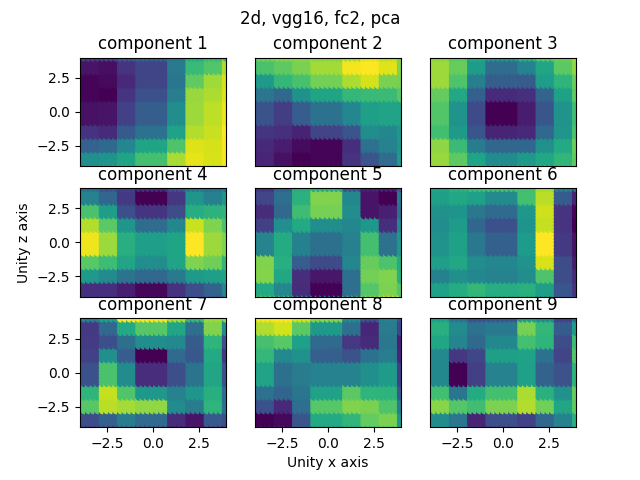 2d, vgg16, fc2, pca
component 1
component 2
component 3
2.5
0.0
−2.5
component 4
component 5
component 6
2.5
0.0
−2.5
Unity z axis
component 7
component 8
component 9
2.5
0.0
−2.5
−2.5 0.0 2.5
−2.5 0.0 2.5
−2.5 0.0 2.5
Unity x axis